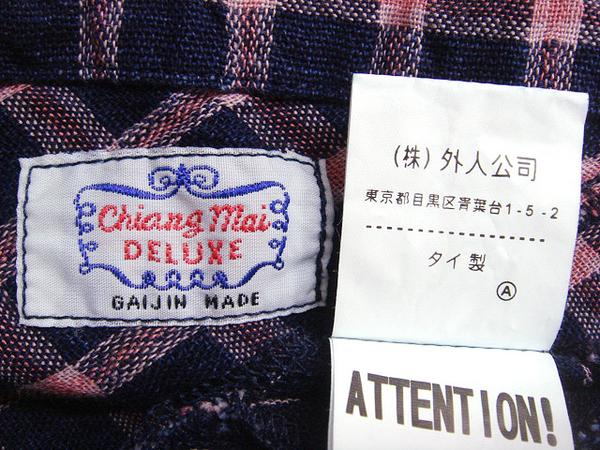 Chiang Mai
DELUXE
GAIJIN MADE
(株)外人公司
東京都目黒区青葉台1-5-2
タイ製
Ⓐ
ATTENTION!